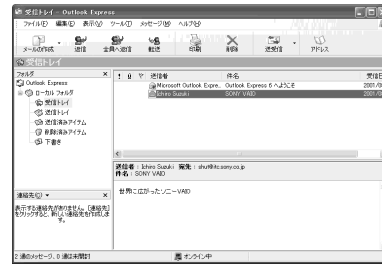 受信トレイ - Outlook Express
ファイル(F) 編集(E) 表示(V) ツール(T) メッセージ(M) ヘルプ(H)
メールの作成 返信 全員へ返信 転送 印刷 削除 送受信 アドレス
受信トレイ
フォルダ ×
Outlook Express
ローカル フォルダ
受信トレイ
送信トレイ
送信済みアイテム
削除済みアイテム
下書き
! 送信者 件名 受信日
Microsoft Outlook Expre.. Outlook Express 6 へようこそ 2001/0
Ichiro Suzuki SONY VAIO 2001/0
送信者: Ichiro Suzuki 宛先: shut@itc.sony.co.jp
件名: SONY VAIO
世界に広がったソニーVAIO
連絡先(C) ▼ ×
表示する連絡先がありません。[連絡先]
をクリックすると、新しい連絡先を作成しま
す。
2 通のメッセージ、0 通は未開封 オンライン中